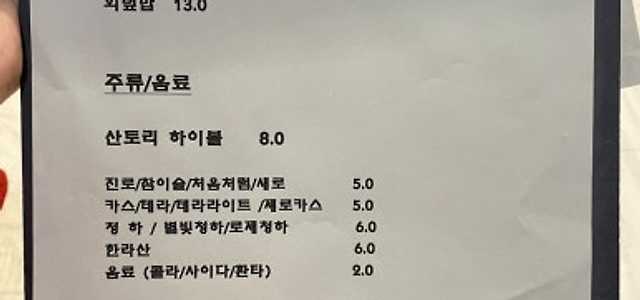 회덮밥 13.0
주류/음료
산토리 하이볼 8.0
진로/참이슬/처음처럼/새로 5.0
카스/테라/테라라이트 /제로카스 5.0
청 하 / 별빛청하/로제청하 6.0
한라산 6.0
음료 (콜라/사이다/환타) 2.0